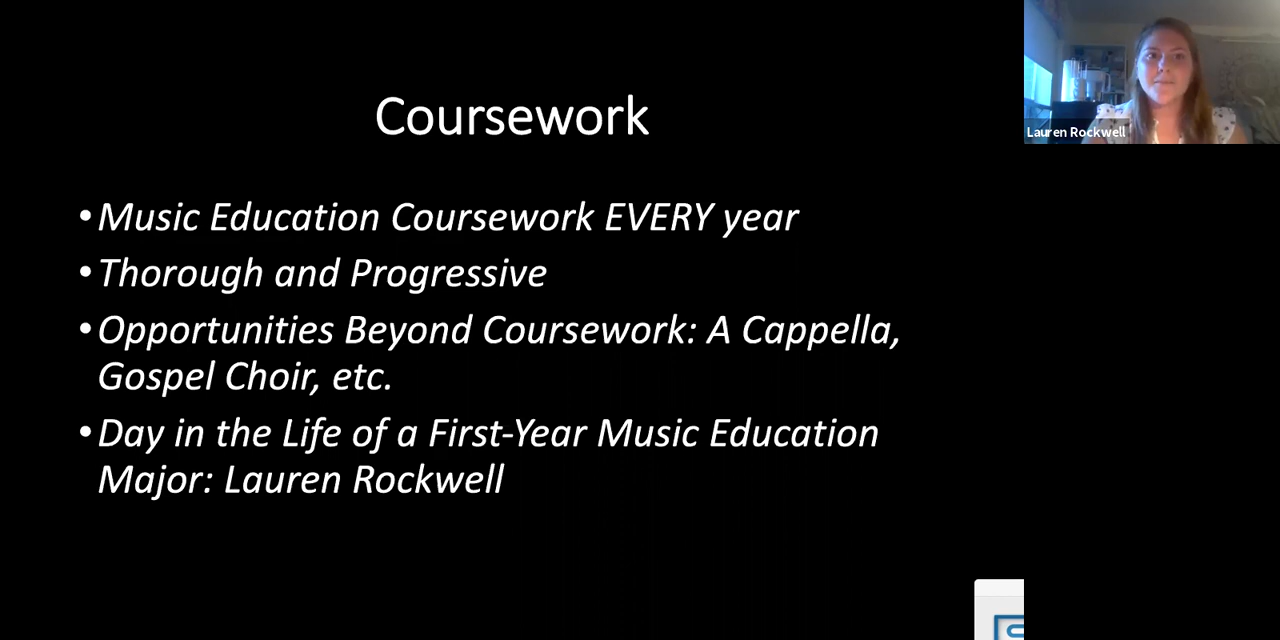 Coursework
• Music Education Coursework EVERY year
• Thorough and Progressive
• Opportunities Beyond Coursework: A Cappella,
Gospel Choir, etc.
• Day in the Life of a First-Year Music Education
Major: Lauren Rockwell
Lauren Rockwell